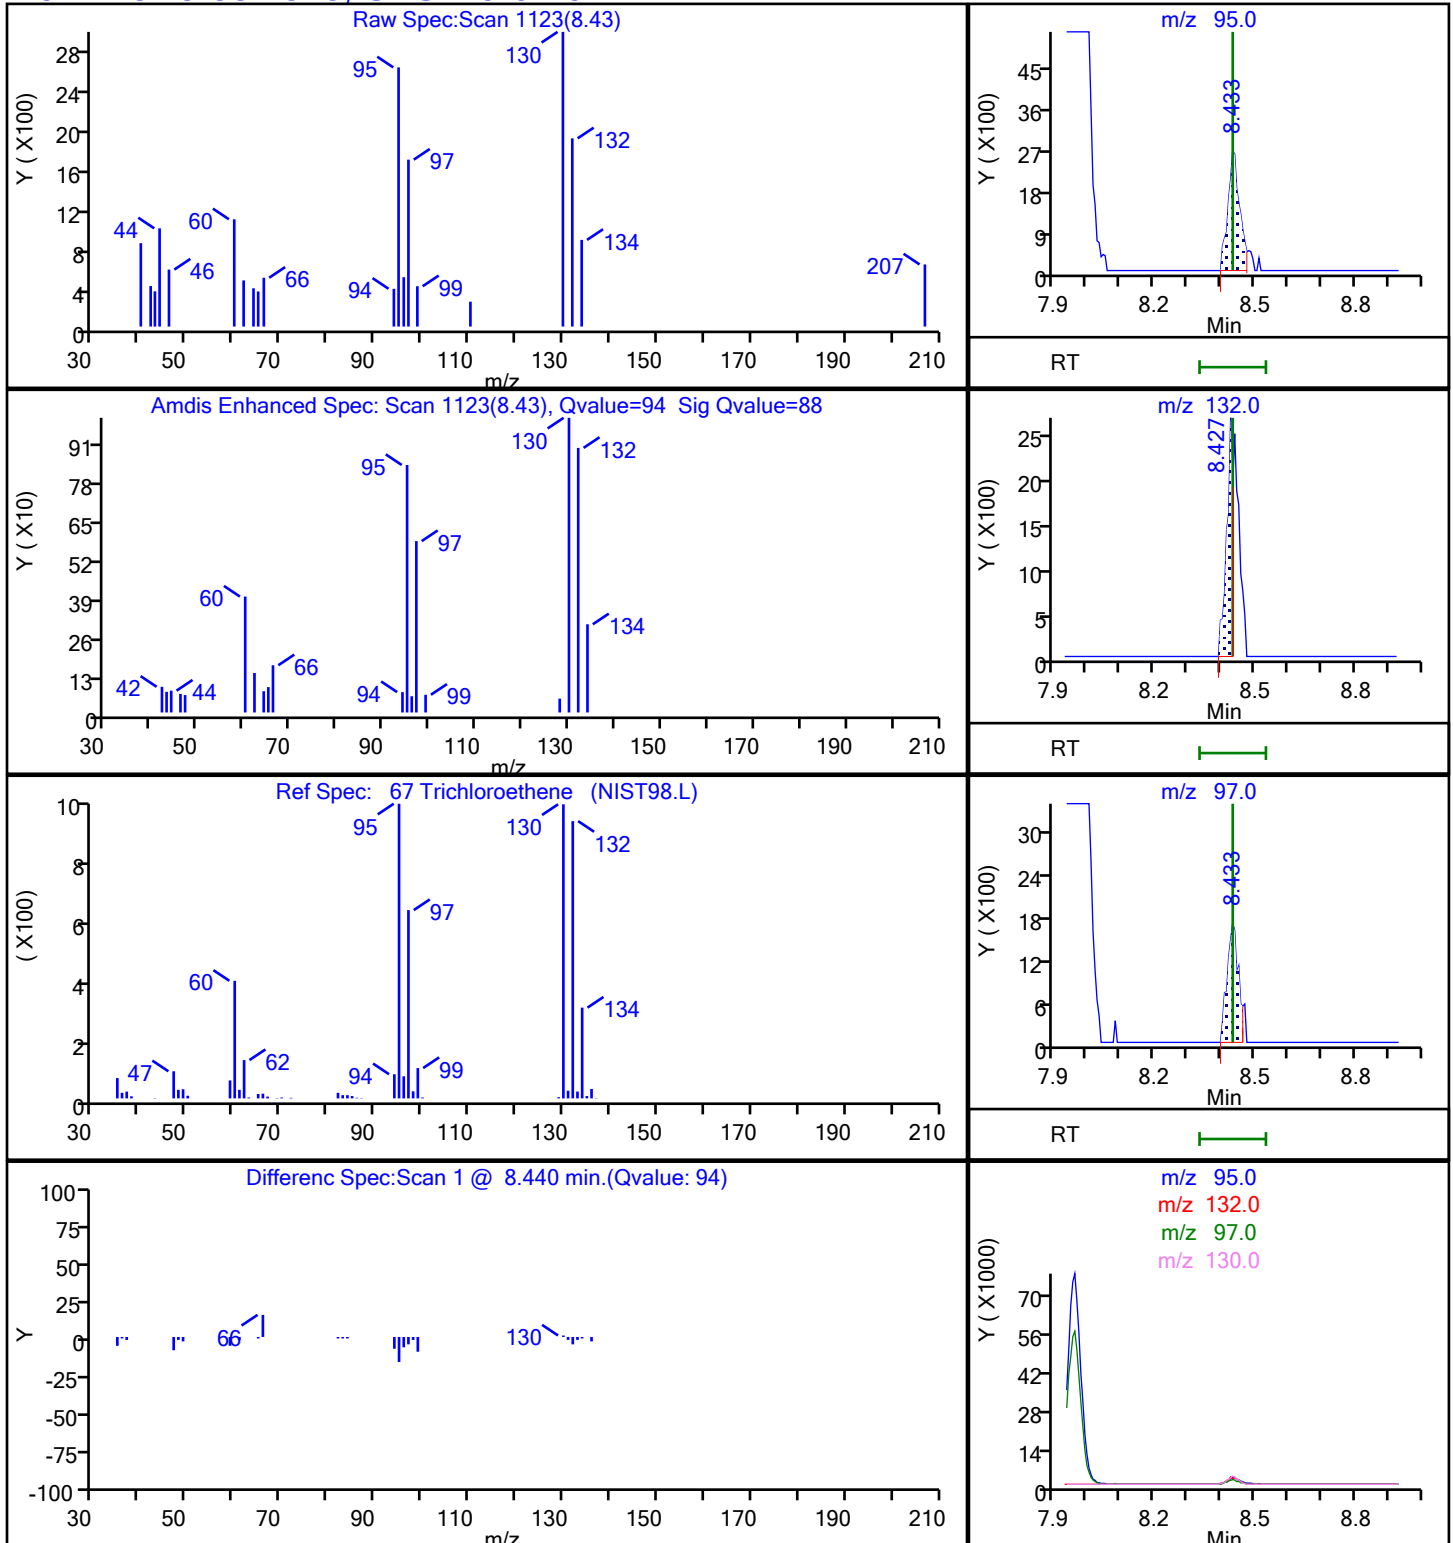 Raw Spec:Scan 1123(8.43)
Y ( X100)
28
24
20
16
12
8
4
0
130
95
132
97
60
44
134
46
66
94
99
207
30 50 70 90 110 130 150 170 190 210
m/z
m/z 95.0
Y ( X100)
45
36
27
18
9
0
8.433
7.9 8.2 8.5 8.8
Min
RT
Amdis Enhanced Spec: Scan 1123(8.43), Qvalue=94 Sig Qvalue=88
Y ( X10)
91
78
65
52
39
26
13
0
130
132
95
97
60
134
66
42
44
94
99
30 50 70 90 110 130 150 170 190 210
m/z
m/z 132.0
Y ( X100)
25
20
15
10
5
0
8.427
7.9 8.2 8.5 8.8
Min
RT
Ref Spec: 67 Trichloroethene (NIST98.L)
( X100)
10
8
6
4
2
0
95
130
132
97
60
134
47
62
94
99
30 50 70 90 110 130 150 170 190 210
m/z 97.0
Y ( X100)
30
24
18
12
6
0
8.433
7.9 8.2 8.5 8.8
Min
RT
Differenc Spec:Scan 1 @ 8.440 min.(Qvalue: 94)
Y
100
75
50
25
0
-25
-50
-75
-100
66
130
30 50 70 90 110 130 150 170 190 210
m/z
m/z 95.0
m/z 132.0
m/z 97.0
m/z 130.0
Y ( X1000)
70
56
42
28
14
0
7.9 8.2 8.5 8.8
Min